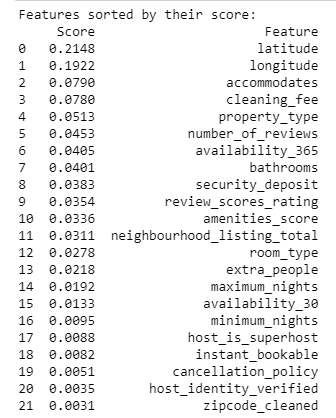 Features sorted by their score:
Score Feature
0 0.2148 latitude
1 0.1922 longitude
2 0.0790 accommodates
3 0.0780 cleaning_fee
4 0.0513 property_type
5 0.0453 number_of_reviews
6 0.0405 availability_365
7 0.0401 bathrooms
8 0.0383 security_deposit
9 0.0354 review_scores_rating
10 0.0336 amenities_score
11 0.0311 neighbourhood_listing_total
12 0.0278 room_type
13 0.0218 extra_people
14 0.0192 maximum_nights
15 0.0133 availability_30
16 0.0095 minimum_nights
17 0.0088 host_is_superhost
18 0.0082 instant_bookable
19 0.0051 cancellation_policy
20 0.0035 host_identity_verified
21 0.0031 zipcode_cleaned